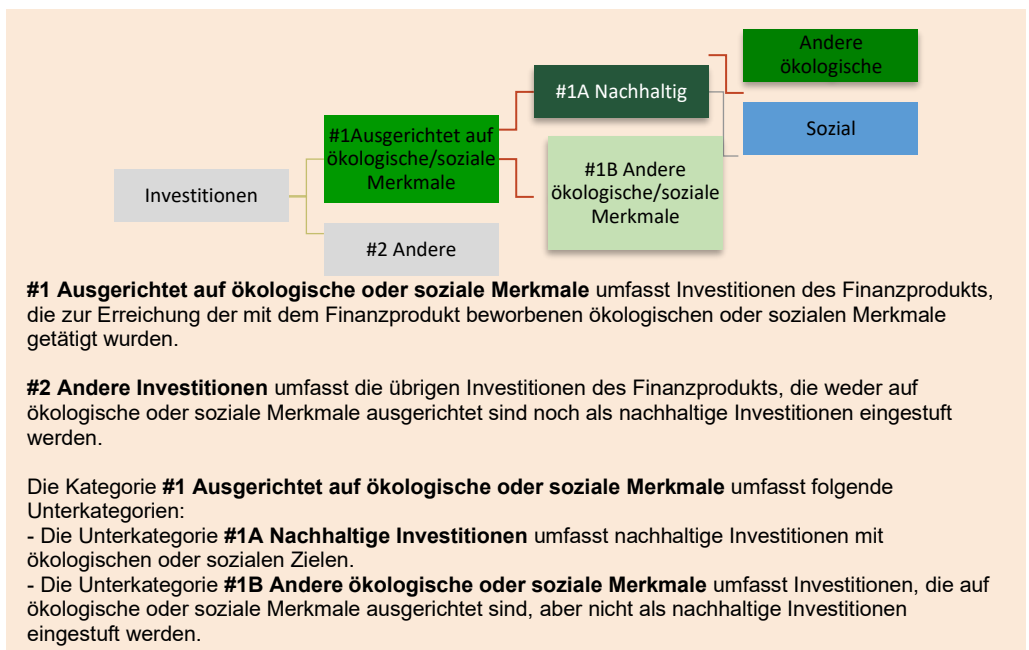 Andere
ökologische
#1A Nachhaltig
Sozial
#1Ausgerichtet auf
ökologische/soziale
Merkmale
#1B Andere
ökologische/soziale
Merkmale
Investitionen
#2 Andere
#1 Ausgerichtet auf ökologische oder soziale Merkmale umfasst Investitionen des Finanzprodukts,
die zur Erreichung der mit dem Finanzprodukt beworbenen ökologischen oder sozialen Merkmale
getätigt wurden.
#2 Andere Investitionen umfasst die übrigen Investitionen des Finanzprodukts, die weder auf
ökologische oder soziale Merkmale ausgerichtet sind noch als nachhaltige Investitionen eingestuft
werden.
Die Kategorie #1 Ausgerichtet auf ökologische oder soziale Merkmale umfasst folgende
Unterkategorien:
- Die Unterkategorie #1A Nachhaltige Investitionen umfasst nachhaltige Investitionen mit
ökologischen oder sozialen Zielen.
- Die Unterkategorie #1B Andere ökologische oder soziale Merkmale umfasst Investitionen, die auf
ökologische oder soziale Merkmale ausgerichtet sind, aber nicht als nachhaltige Investitionen
eingestuft werden.